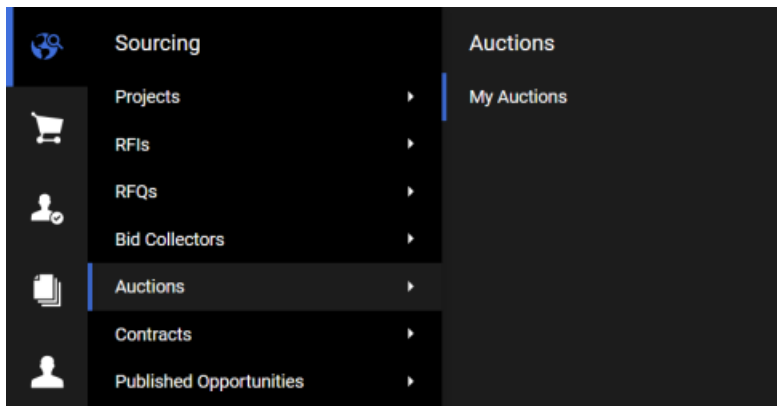 Sourcing
Projects
RFIs
RFQs
Bid Collectors
Auctions
Contracts
Published Opportunities
Auctions
My Auctions